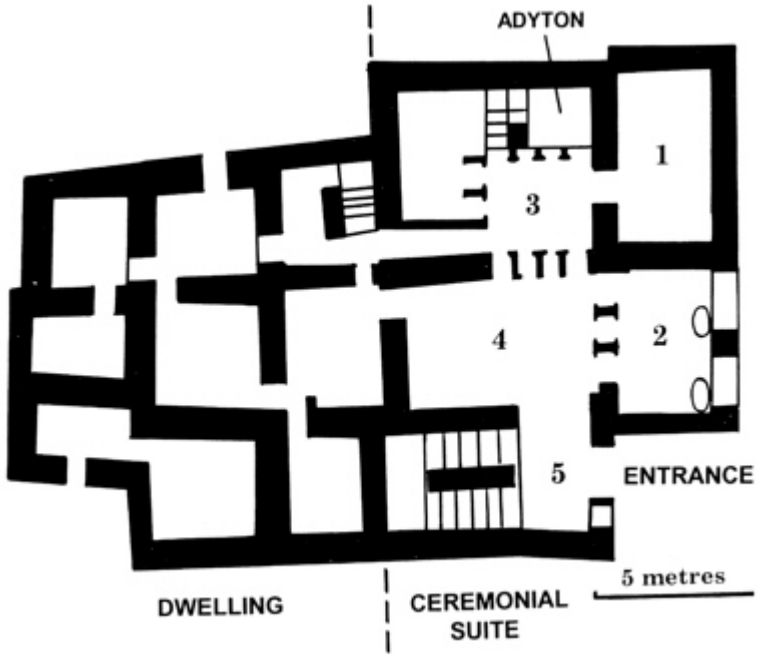 ADYTON
1
3
2
4
5
ENTRANCE
5 metres
DWELLING
CEREMONIAL
SUITE